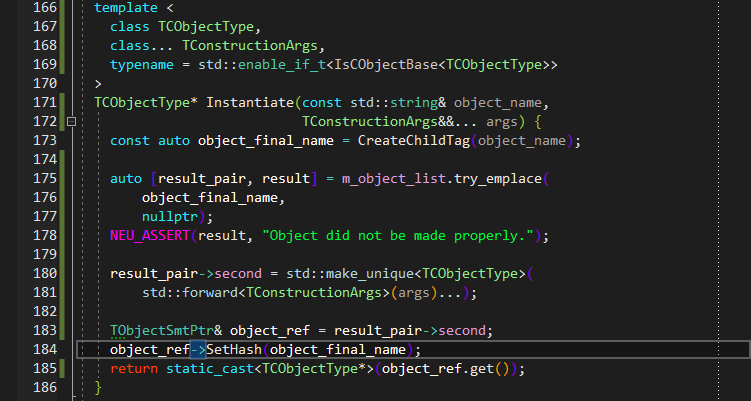 166 template <
167 class TCObjectType,
168 class... TConstructionArgs,
169 typename = std::enable_if_t<IsCObjectBase<TCObjectType>>
170 >
171 TCObjectType* Instantiate(const std::string& object_name,
172 TConstructionArgs&&... args) {
173 const auto object_final_name = CreateChildTag(object_name);
174
175 auto [result_pair, result] = m_object_list.try_emplace(
176 object_final_name,
177 nullptr);
178 NEU_ASSERT(result, "Object did not be made properly.");
179
180 result_pair->second = std::make_unique<TCObjectType>(
181 std::forward<TConstructionArgs>(args)...);
182
183 TObjectSmtPtr& object_ref = result_pair->second;
184 object_ref->SetHash(object_final_name);
185 return static_cast<TCObjectType*>(object_ref.get());
186 }